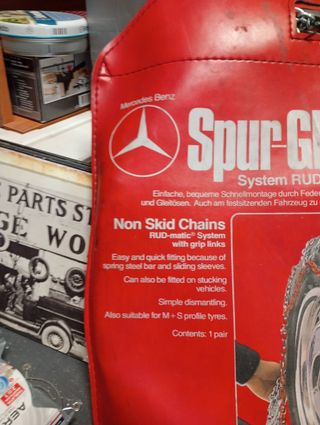 Mercedes Benz
Spur-G
System RUD
Einfache, bequeme Schnellmontage durch Feder
und Gleitösen. Auch am festsitzenden Fahrzeug zu
Non Skid Chains
RUD-matic® System
with grip links
Easy and quick fitting because of
spring steel bar and sliding sleeves.
Can also be fitted on stucking
vehicles.
Simple dismantling.
Also suitable for M+S profile tyres.
Contents: 1 pair
PARTS ST
GE WO
AER